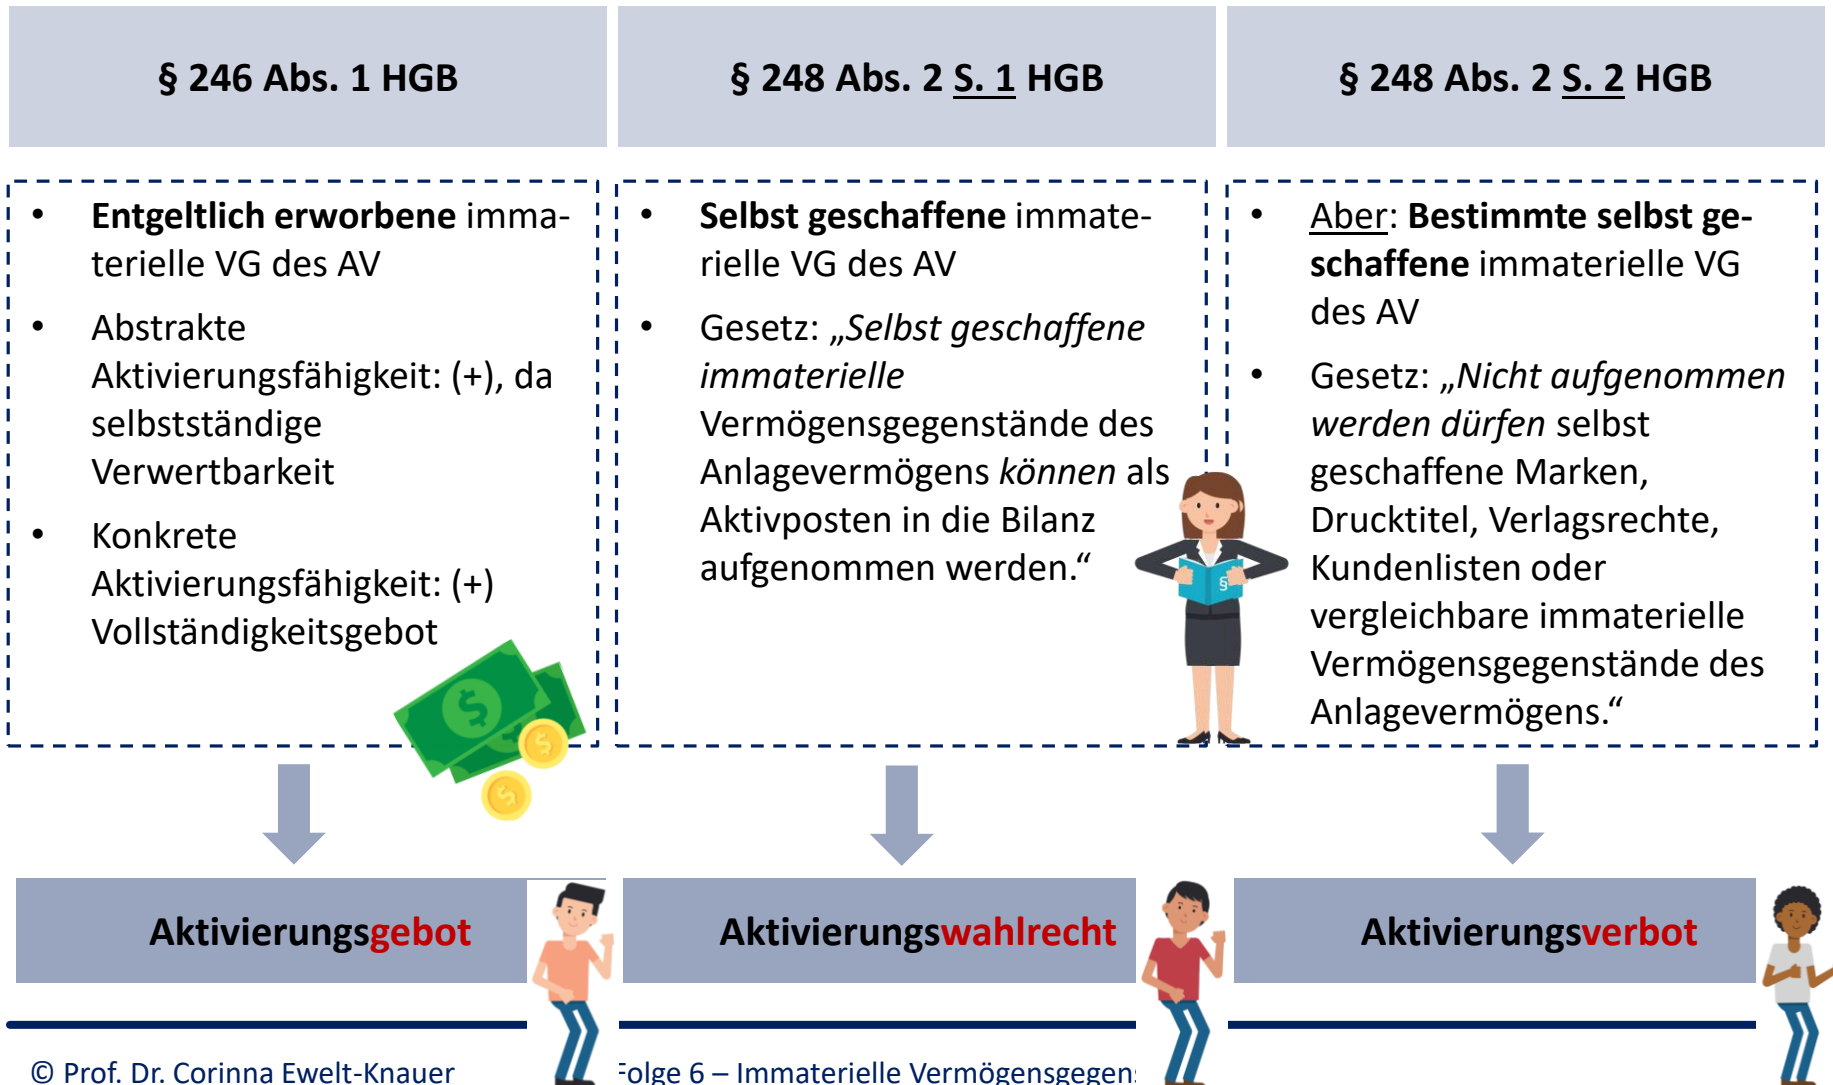 § 246 Abs. 1 HGB
• Entgeltlich erworbene imma-
terielle VG des AV
• Abstrakte
Aktivierungsfähigkeit: (+), da
selbstständige
Verwertbarkeit
• Konkrete
Aktivierungsfähigkeit: (+)
Vollständigkeitsgebot
Aktivierungsgebot
§ 248 Abs. 2 S. 1 HGB
• Selbst geschaffene immate-
rielle VG des AV
• Gesetz: „Selbst geschaffene
immaterielle
Vermögensgegenstände des
Anlagevermögens können als
Aktivposten in die Bilanz
aufgenommen werden.“
§
Aktivierungswahlrecht
§ 248 Abs. 2 S. 2 HGB
• Aber: Bestimmte selbst ge-
schaffene immaterielle VG
des AV
• Gesetz: „Nicht aufgenommen
werden dürfen selbst
geschaffene Marken,
Drucktitel, Verlagsrechte,
Kundenlisten oder
vergleichbare immaterielle
Vermögensgegenstände des
Anlagevermögens.“
Aktivierungsverbot
© Prof. Dr. Corinna Ewelt-Knauer
Folge 6 – Immaterielle Vermögensgegen